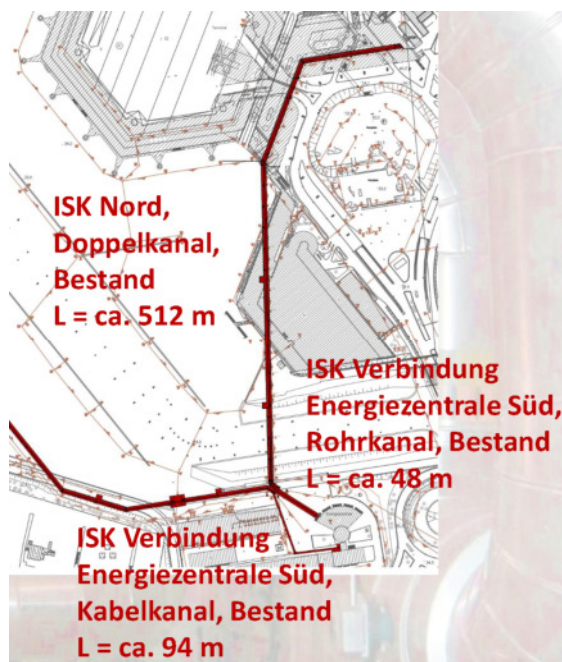 ISK Nord,
Doppelkanal,
Bestand
L = ca. 512 m
ISK Verbindung
Energiezentrale Süd,
Rohrkanal, Bestand
L = ca. 48 m
ISK Verbindung
Energiezentrale Süd,
Kabelkanal, Bestand
L = ca. 94 m